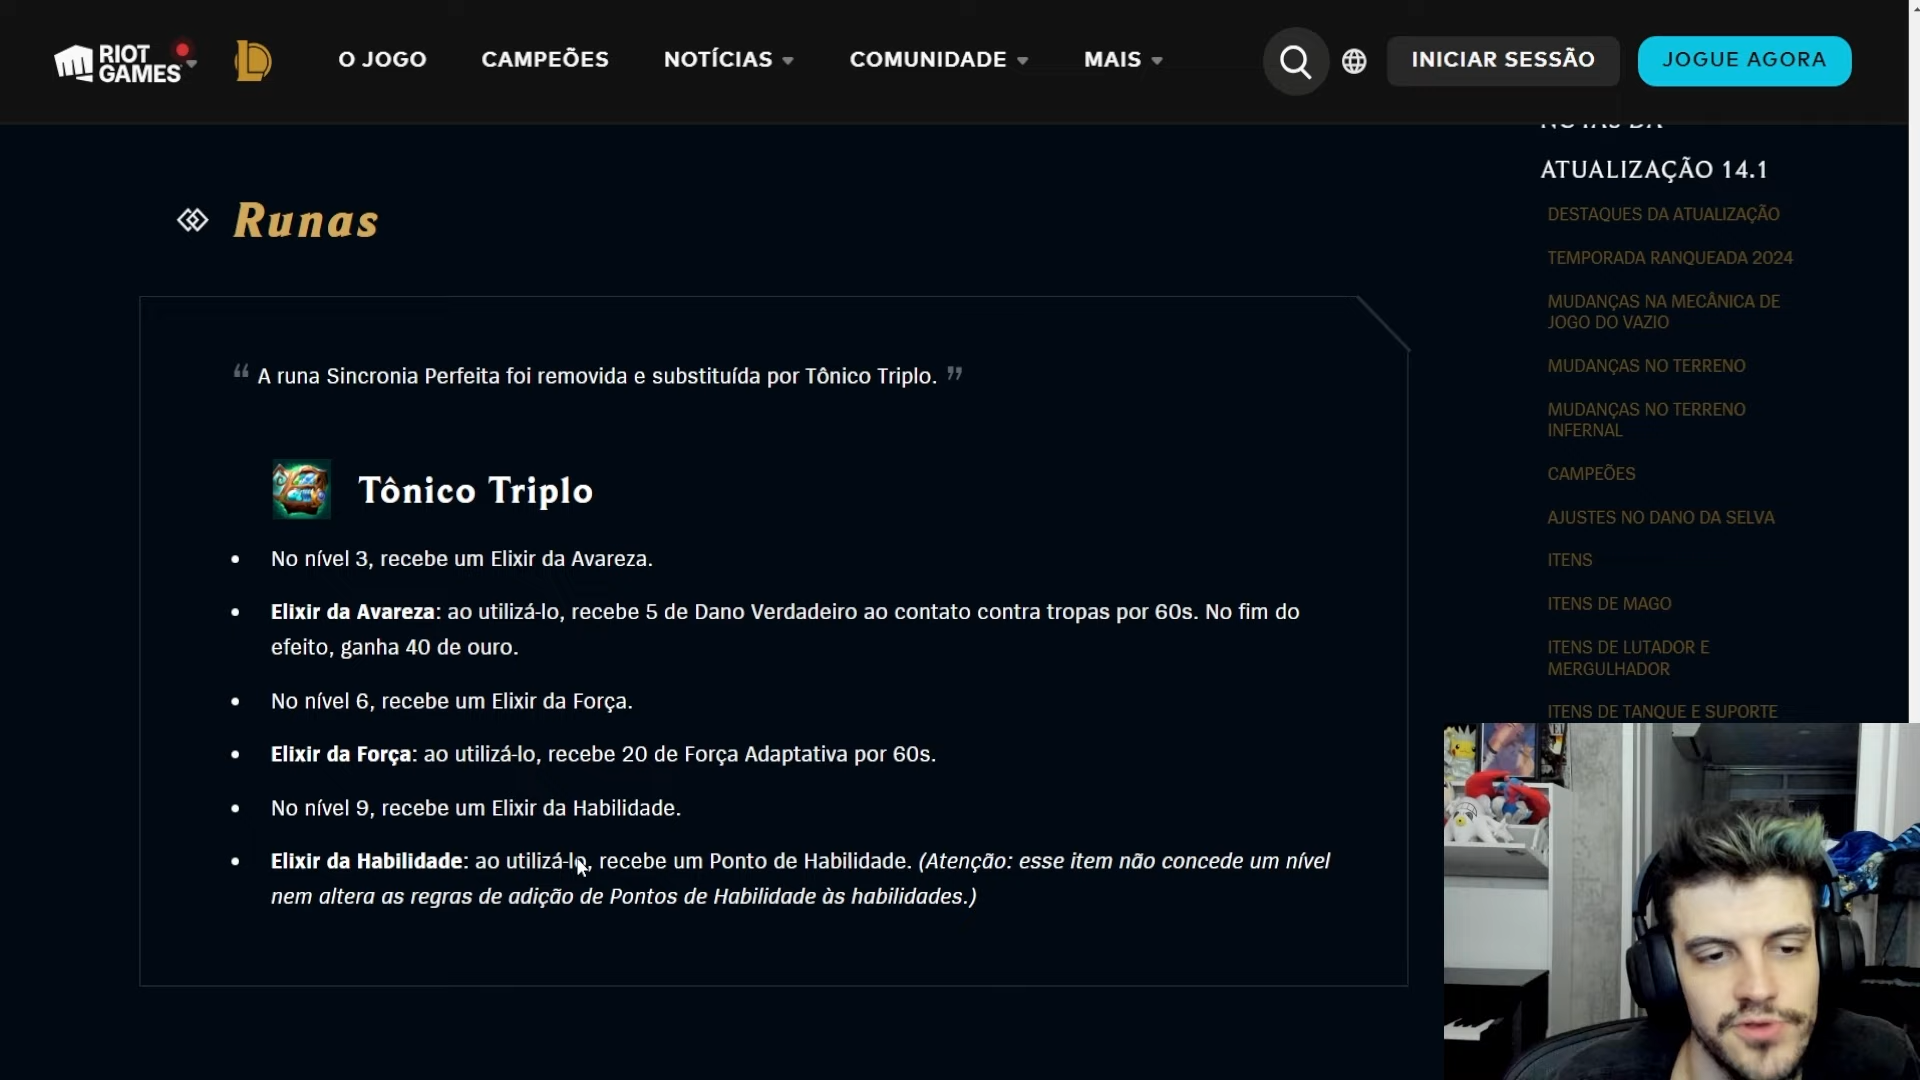 RIOT GAMES
O JOGO
CAMPEÕES
NOTÍCIAS
COMUNIDADE
MAIS
INICIAR SESSÃO
JOGUE AGORA
Runas
“ A runa Sincronia Perfeita foi removida e substituída por Tônico Triplo. ”
Tônico Triplo
• No nível 3, recebe um Elixir da Avareza.
• Elixir da Avareza: ao utilizá-lo, recebe 5 de Dano Verdadeiro ao contato contra tropas por 60s. No fim do
efeito, ganha 40 de ouro.
• No nível 6, recebe um Elixir da Força.
• Elixir da Força: ao utilizá-lo, recebe 20 de Força Adaptativa por 60s.
• No nível 9, recebe um Elixir da Habilidade.
• Elixir da Habilidade: ao utilizá-lo, recebe um Ponto de Habilidade. (Atenção: esse item não concede um nível
nem altera as regras de adição de Pontos de Habilidade às habilidades.)
NOTAS DA
ATUALIZAÇÃO 14.1
DESTAQUES DA ATUALIZAÇÃO
TEMPORADA RANQUEADA 2024
MUDANÇAS NA MECÂNICA DE
JOGO DO VAZIO
MUDANÇAS NO TERRENO
MUDANÇAS NO TERRENO
INFERNAL
CAMPEÕES
AJUSTES NO DANO DA SELVA
ITENS
ITENS DE MAGO
ITENS DE LUTADOR E
MERGULHADOR
ITENS DE TANQUE E SUPORTE